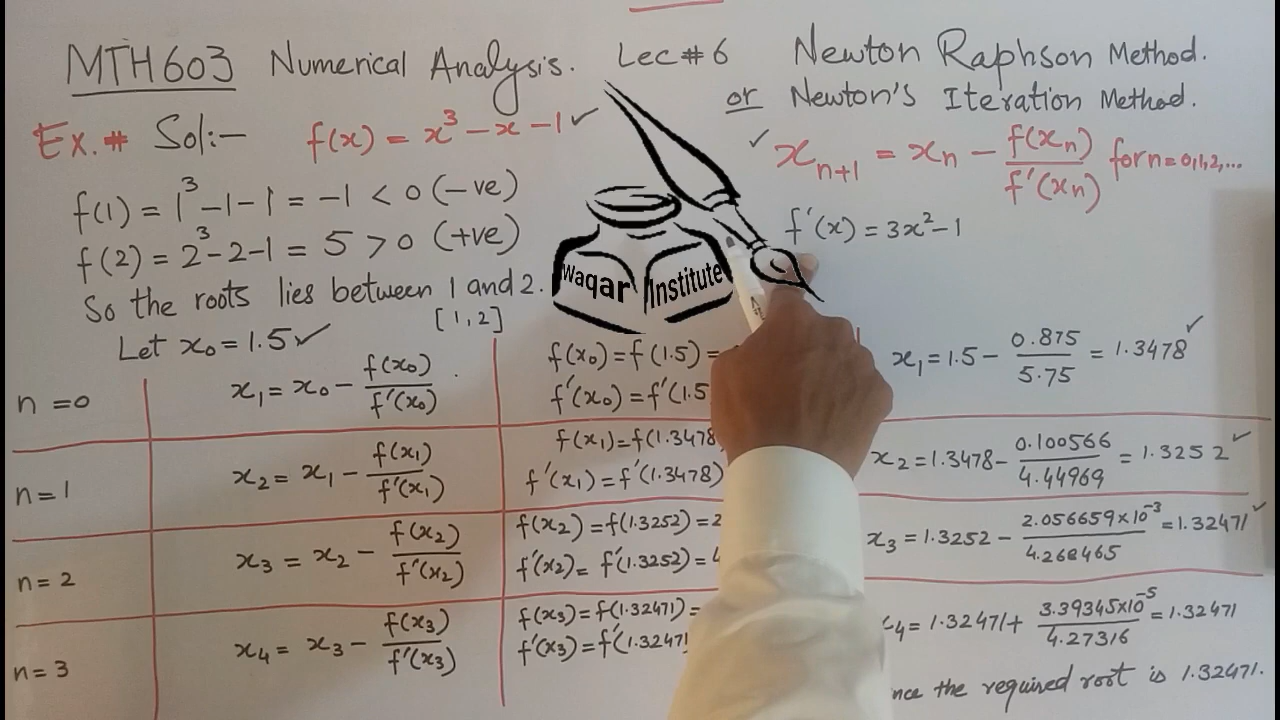 MTH603 Numerical Analysis. Lec#6 Newton Raphson Method.
or Newton's Iteration Method.
Ex.# Sol:- f(x) = x³ - x - 1 ✓
✓ xₙ₊₁ = xₙ - f(xₙ)/f'(xₙ) for n = 0,1,2,...
f(1) = 1³-1-1 = -1 < 0 (-ve)
f'(x) = 3x²-1
f(2) = 2³-2-1 = 5 > 0 (+ve)
So the roots lies between 1 and 2.
[1,2]
Let x₀ = 1.5 ✓
Waqar Institute
n = 0
x₁ = x₀ - f(x₀)/f'(x₀)
f(x₀) = f(1.5) =
f'(x₀) = f'(1.5
x₁ = 1.5 - 0.875/5.75 = 1.3478 ✓
n = 1
x₂ = x₁ - f(x₁)/f'(x₁)
f(x₁) = f(1.3478
f'(x₁) = f'(1.3478)
x₂ = 1.3478 - 0.100566/4.44969 = 1.3252 ✓
n = 2
x₃ = x₂ - f(x₂)/f'(x₂)
f(x₂) = f(1.3252) = 2
f'(x₂) = f'(1.3252) = 4
x₃ = 1.3252 - 2.056659×10⁻³/4.268465 = 1.32471 ✓
n = 3
x₄ = x₃ - f(x₃)/f'(x₃)
f(x₃) = f(1.32471) =
f'(x₃) = f'(1.32471
₄ = 1.32471 + 3.39345×10⁻⁵/4.27316 = 1.32471
nce the required root is 1.32471.